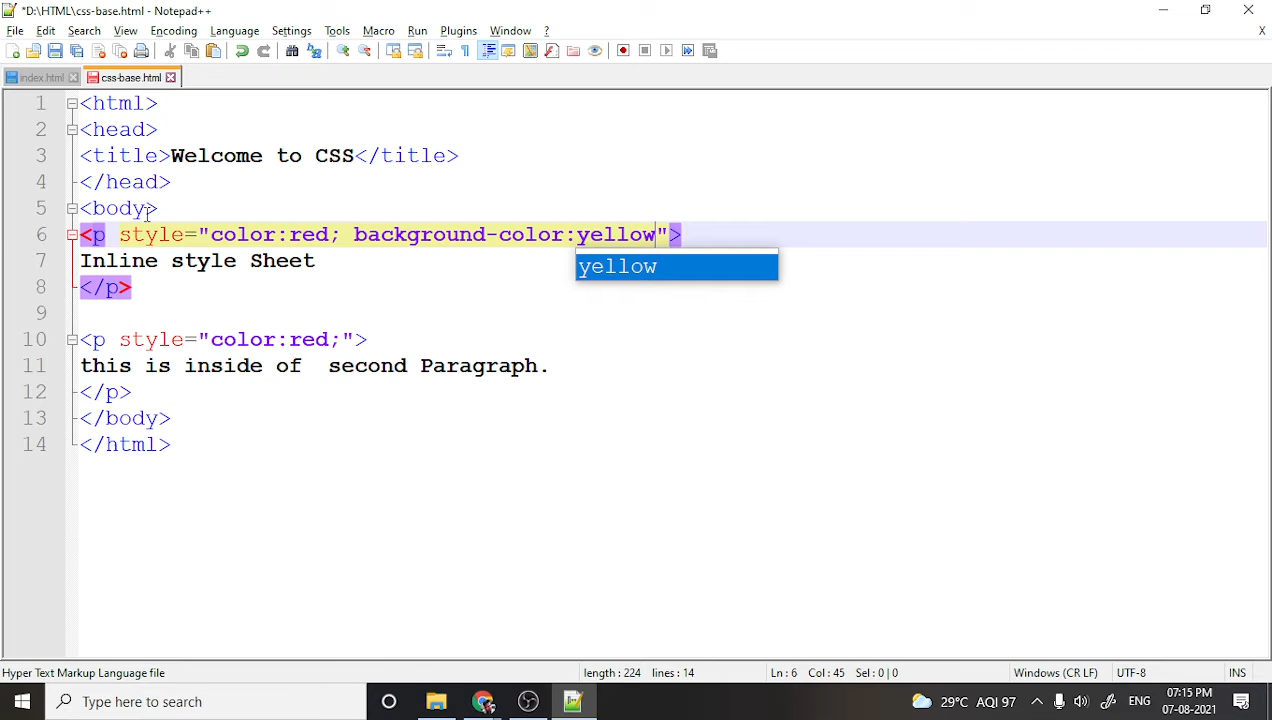 *D:\HTML\css-base.html - Notepad++
File Edit Search View Encoding Language Settings Tools Macro Run Plugins Window ? X
index.html css-base.html
1 <html>
2 <head>
3 <title>Welcome to CSS</title>
4 </head>
5 <body>
6 <p style="color:red; background-color:yellow">
yellow
7 Inline style Sheet
8 </p>
9
10 <p style="color:red;">
11 this is inside of  second Paragraph.
12 </p>
13 </body>
14 </html>
Hyper Text Markup Language file length : 224 lines : 14 Ln : 6 Col : 45 Sel : 0 | 0 Windows (CR LF) UTF-8 INS
Type here to search 29°C AQI 97 ENG 07:15 PM
07-08-2021